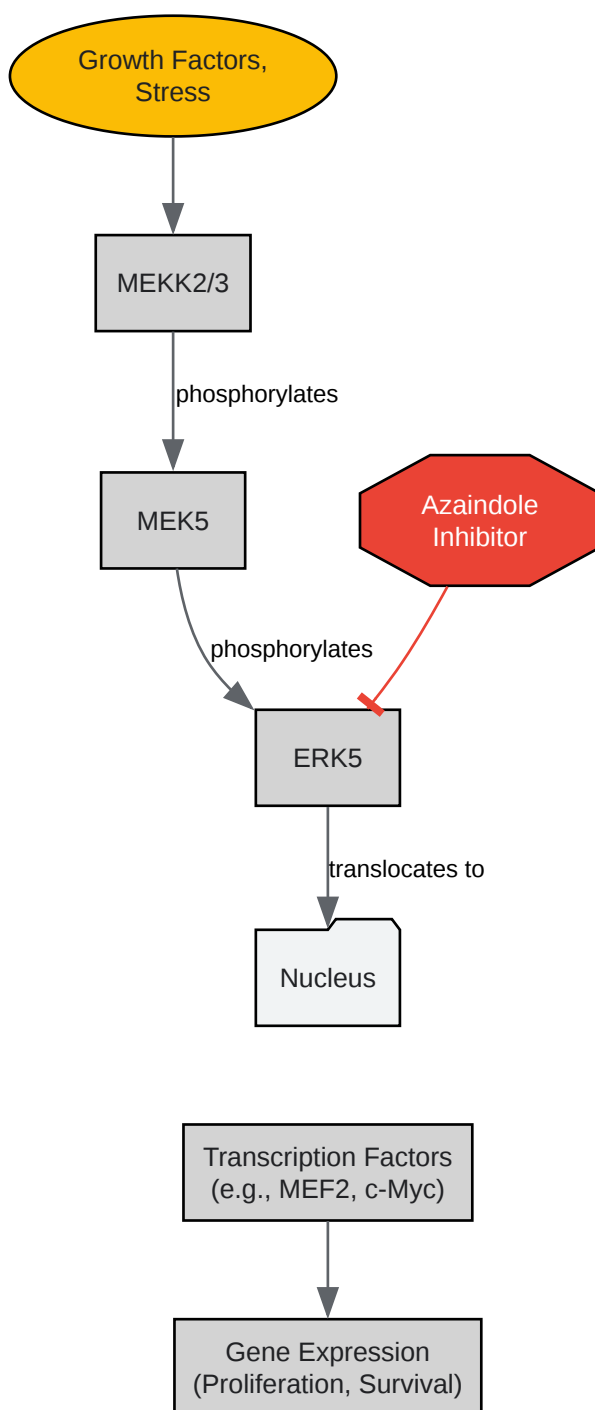 Growth Factors,
Stress
MEKK2/3
phosphorylates
MEK5
Azaindole
Inhibitor
phosphorylates
ERK5
translocates to
Nucleus
Transcription Factors
(e.g., MEF2, c-Myc)
Gene Expression
(Proliferation, Survival)